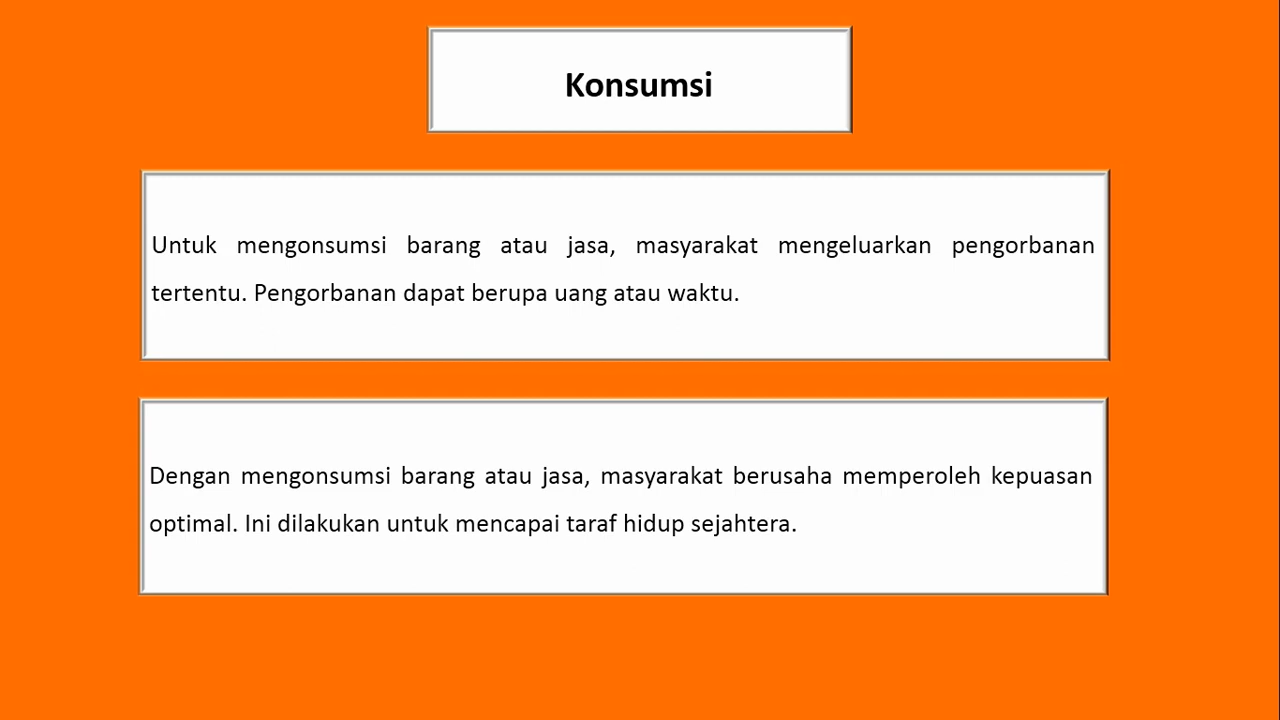 Konsumsi
Untuk mengonsumsi barang atau jasa, masyarakat mengeluarkan pengorbanan
tertentu. Pengorbanan dapat berupa uang atau waktu.
Dengan mengonsumsi barang atau jasa, masyarakat berusaha memperoleh kepuasan
optimal. Ini dilakukan untuk mencapai taraf hidup sejahtera.